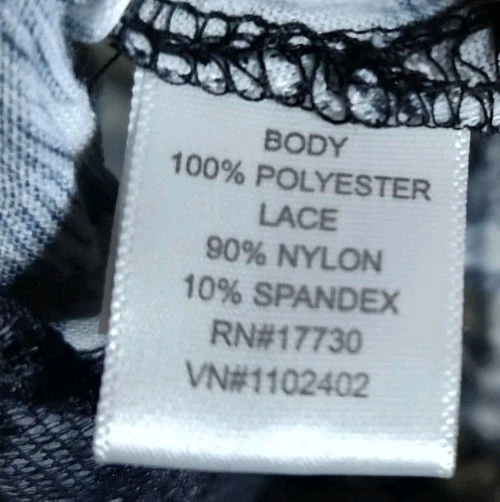 BODY
100% POLYESTER
LACE
90% NYLON
10% SPANDEX
RN#17730
VN#1102402